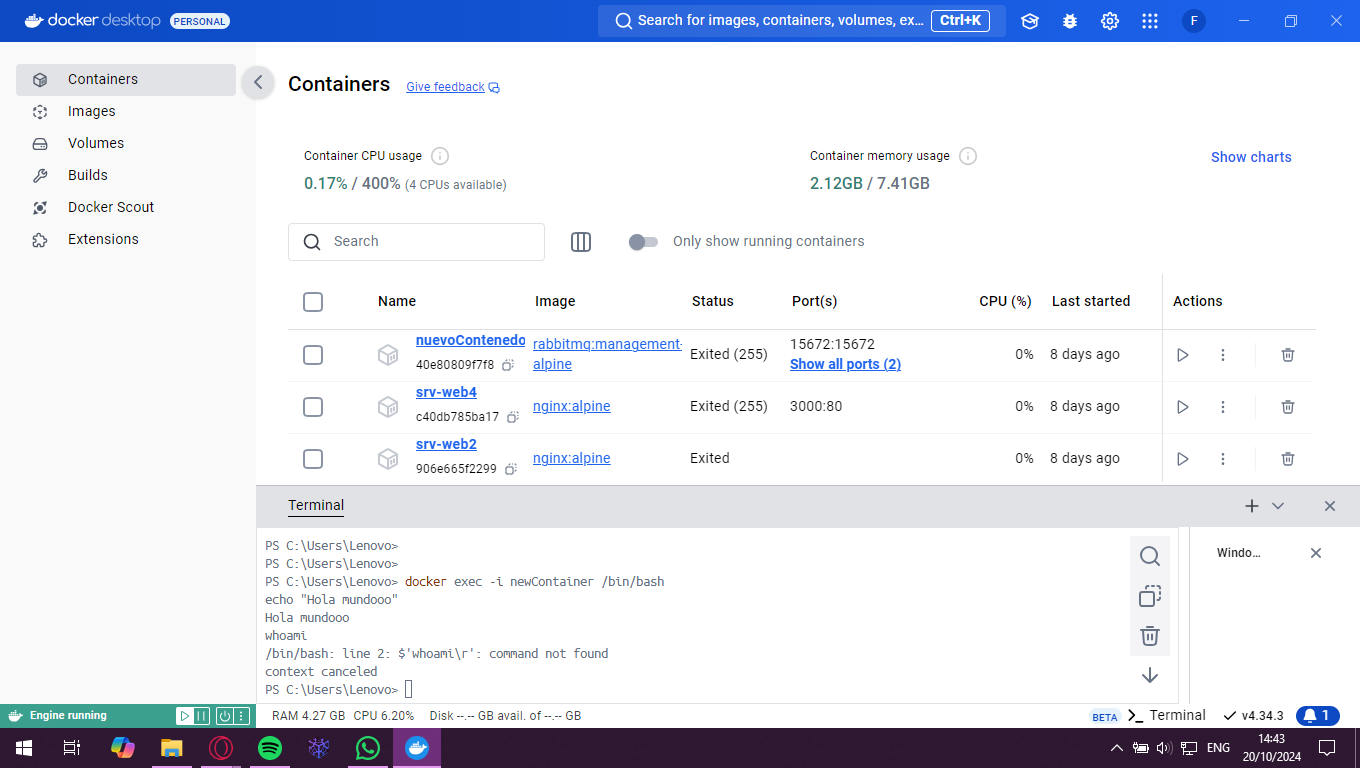 docker desktop PERSONAL
Search for images, containers, volumes, ex... Ctrl+K
F
Containers
Images
Volumes
Builds
Docker Scout
Extensions
Containers Give feedback
Container CPU usage
0.17% / 400% (4 CPUs available)
Container memory usage
2.12GB / 7.41GB
Show charts
Search
Only show running containers
Name Image Status Port(s) CPU (%) Last started Actions
nuevoContenedo
40e80809f7f8
rabbitmq:management-
alpine
Exited (255)
15672:15672
Show all ports (2)
0% 8 days ago
srv-web4
c40db785ba17
nginx:alpine
Exited (255) 3000:80 0% 8 days ago
srv-web2
906e665f2299
nginx:alpine
Exited 0% 8 days ago
Terminal
PS C:\Users\Lenovo>
PS C:\Users\Lenovo>
PS C:\Users\Lenovo> docker exec -i newContainer /bin/bash
echo "Hola mundooo"
Hola mundooo
whoami
/bin/bash: line 2: $'whoami\r': command not found
context canceled
PS C:\Users\Lenovo>
Windo...
Engine running
RAM 4.27 GB CPU 6.20% Disk --.-- GB avail. of --.-- GB
BETA >_ Terminal v4.34.3 1
ENG
14:43
20/10/2024